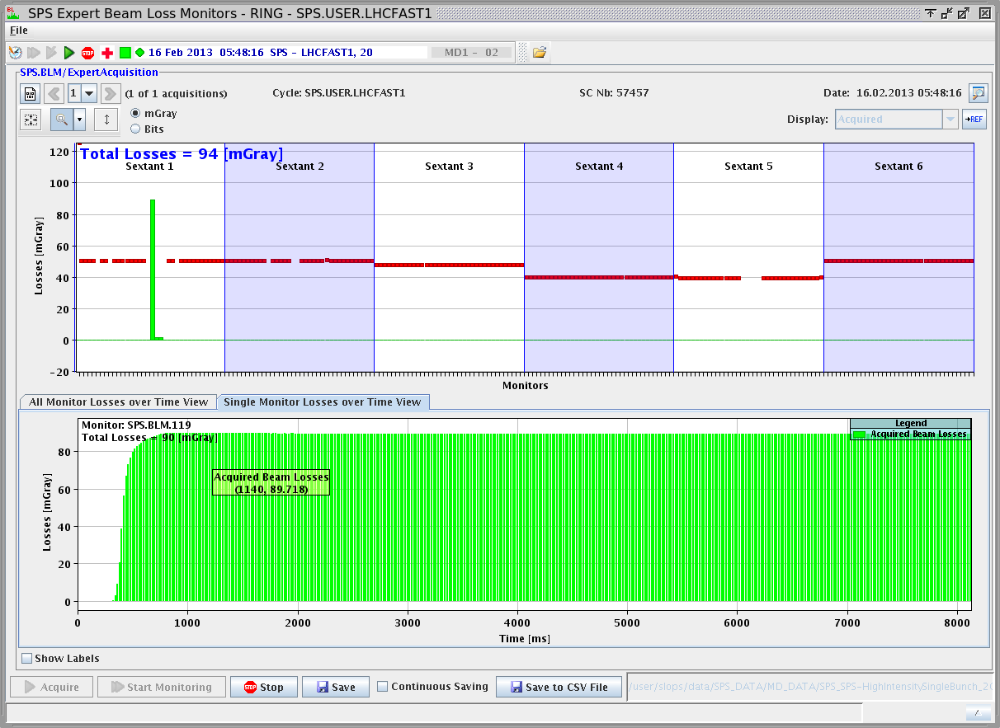 BL SPS Expert Beam Loss Monitors - RING - SPS.USER.LHCFAST1
File
STOP 16 Feb 2013 05:48:16 SPS - LHCFAST1, 20 MD1 - 02
SPS.BLM/ExpertAcquisition
1 (1 of 1 acquisitions) Cycle: SPS.USER.LHCFAST1 SC Nb: 57457 Date: 16.02.2013 05:48:16
mGray
Bits
Display: Acquired REF
Total Losses = 94 [mGray]
Sextant 1 Sextant 2 Sextant 3 Sextant 4 Sextant 5 Sextant 6
120
100
80
60
40
20
0
-20
Losses [mGray]
Monitors
All Monitor Losses over Time View Single Monitor Losses over Time View
Monitor: SPS.BLM.119
Total Losses = 90 [mGray]
Legend
Acquired Beam Losses
Acquired Beam Losses
(1140, 89.718)
80
60
40
20
0
Losses [mGray]
0 1000 2000 3000 4000 5000 6000 7000 8000
Time [ms]
Show Labels
Acquire Start Monitoring STOP Stop Save Continuous Saving Save to CSV File /user/slops/data/SPS_DATA/MD_DATA/SPS_SPS-HighIntensitySingleBunch_20